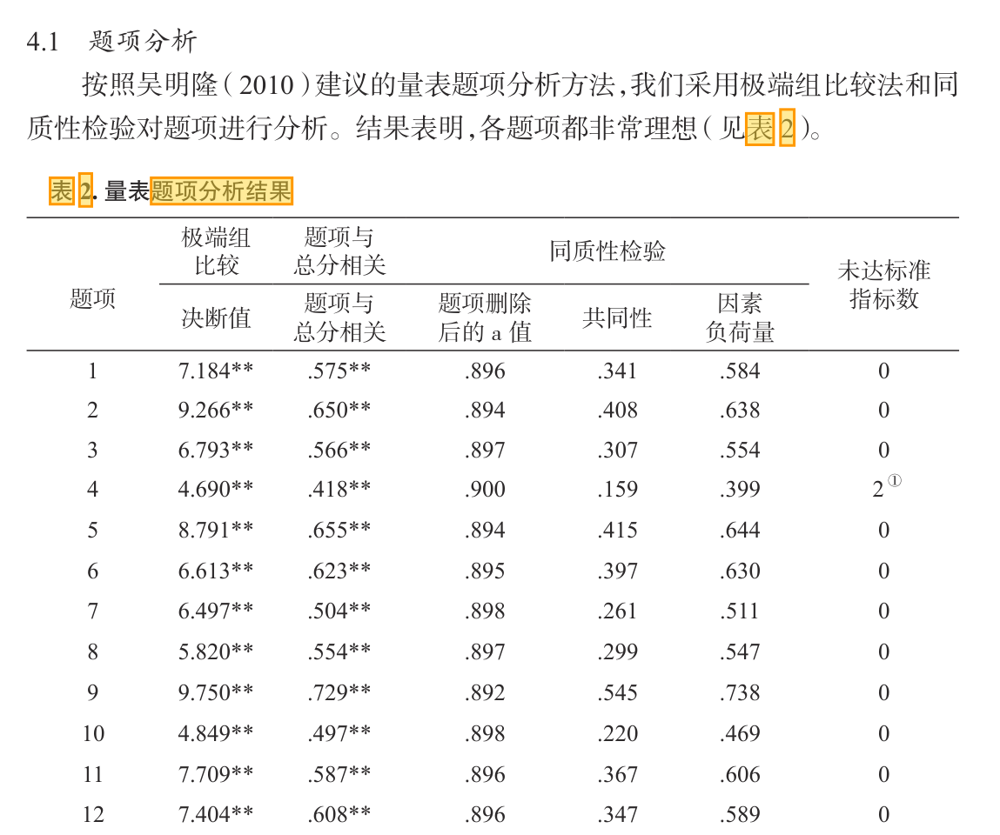 4.1 题项分析
按照吴明隆(2010)建议的量表题项分析方法,我们采用极端组比较法和同
质性检验对题项进行分析。结果表明,各题项都非常理想(见表2)。
表2. 量表题项分析结果
题项 极端组比较 题项与总分相关 同质性检验 未达标准指标数
决断值 题项与总分相关 题项删除后的 a 值 共同性 因素负荷量
1 7.184** .575** .896 .341 .584 0
2 9.266** .650** .894 .408 .638 0
3 6.793** .566** .897 .307 .554 0
4 4.690** .418** .900 .159 .399 2①
5 8.791** .655** .894 .415 .644 0
6 6.613** .623** .895 .397 .630 0
7 6.497** .504** .898 .261 .511 0
8 5.820** .554** .897 .299 .547 0
9 9.750** .729** .892 .545 .738 0
10 4.849** .497** .898 .220 .469 0
11 7.709** .587** .896 .367 .606 0
12 7.404** .608** .896 .347 .589 0